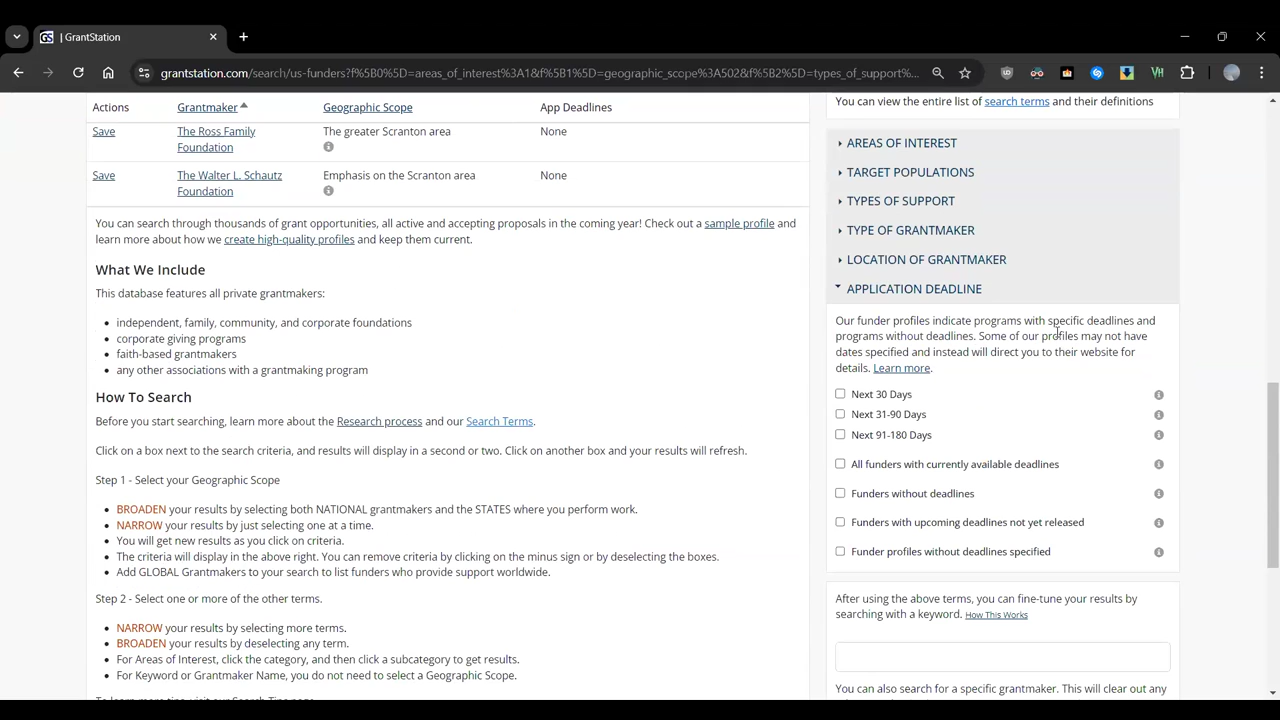 | GrantStation
grantstation.com/search/us-funders?f%5B0%5D=areas_of_interest%3A1&f%5B1%5D=geographic_scope%3A502&f%5B2%5D=types_of_support%...
Actions Grantmaker Geographic Scope App Deadlines
Save The Ross Family Foundation The greater Scranton area None
Save The Walter L. Schautz Foundation Emphasis on the Scranton area None
You can search through thousands of grant opportunities, all active and accepting proposals in the coming year! Check out a sample profile and
learn more about how we create high-quality profiles and keep them current.
What We Include
This database features all private grantmakers:
independent, family, community, and corporate foundations
corporate giving programs
faith-based grantmakers
any other associations with a grantmaking program
How To Search
Before you start searching, learn more about the Research process and our Search Terms.
Click on a box next to the search criteria, and results will display in a second or two. Click on another box and your results will refresh.
Step 1 - Select your Geographic Scope
BROADEN your results by selecting both NATIONAL grantmakers and the STATES where you perform work.
NARROW your results by just selecting one at a time.
You will get new results as you click on criteria.
The criteria will display in the above right. You can remove criteria by clicking on the minus sign or by deselecting the boxes.
Add GLOBAL Grantmakers to your search to list funders who provide support worldwide.
Step 2 - Select one or more of the other terms.
NARROW your results by selecting more terms.
BROADEN your results by deselecting any term.
For Areas of Interest, click the category, and then click a subcategory to get results.
For Keyword or Grantmaker Name, you do not need to select a Geographic Scope.
You can view the entire list of search terms and their definitions
AREAS OF INTEREST
TARGET POPULATIONS
TYPES OF SUPPORT
TYPE OF GRANTMAKER
LOCATION OF GRANTMAKER
APPLICATION DEADLINE
Our funder profiles indicate programs with specific deadlines and
programs without deadlines. Some of our profiles may not have
dates specified and instead will direct you to their website for
details. Learn more.
Next 30 Days
Next 31-90 Days
Next 91-180 Days
All funders with currently available deadlines
Funders without deadlines
Funders with upcoming deadlines not yet released
Funder profiles without deadlines specified
After using the above terms, you can fine-tune your results by
searching with a keyword. How This Works
You can also search for a specific grantmaker. This will clear out any